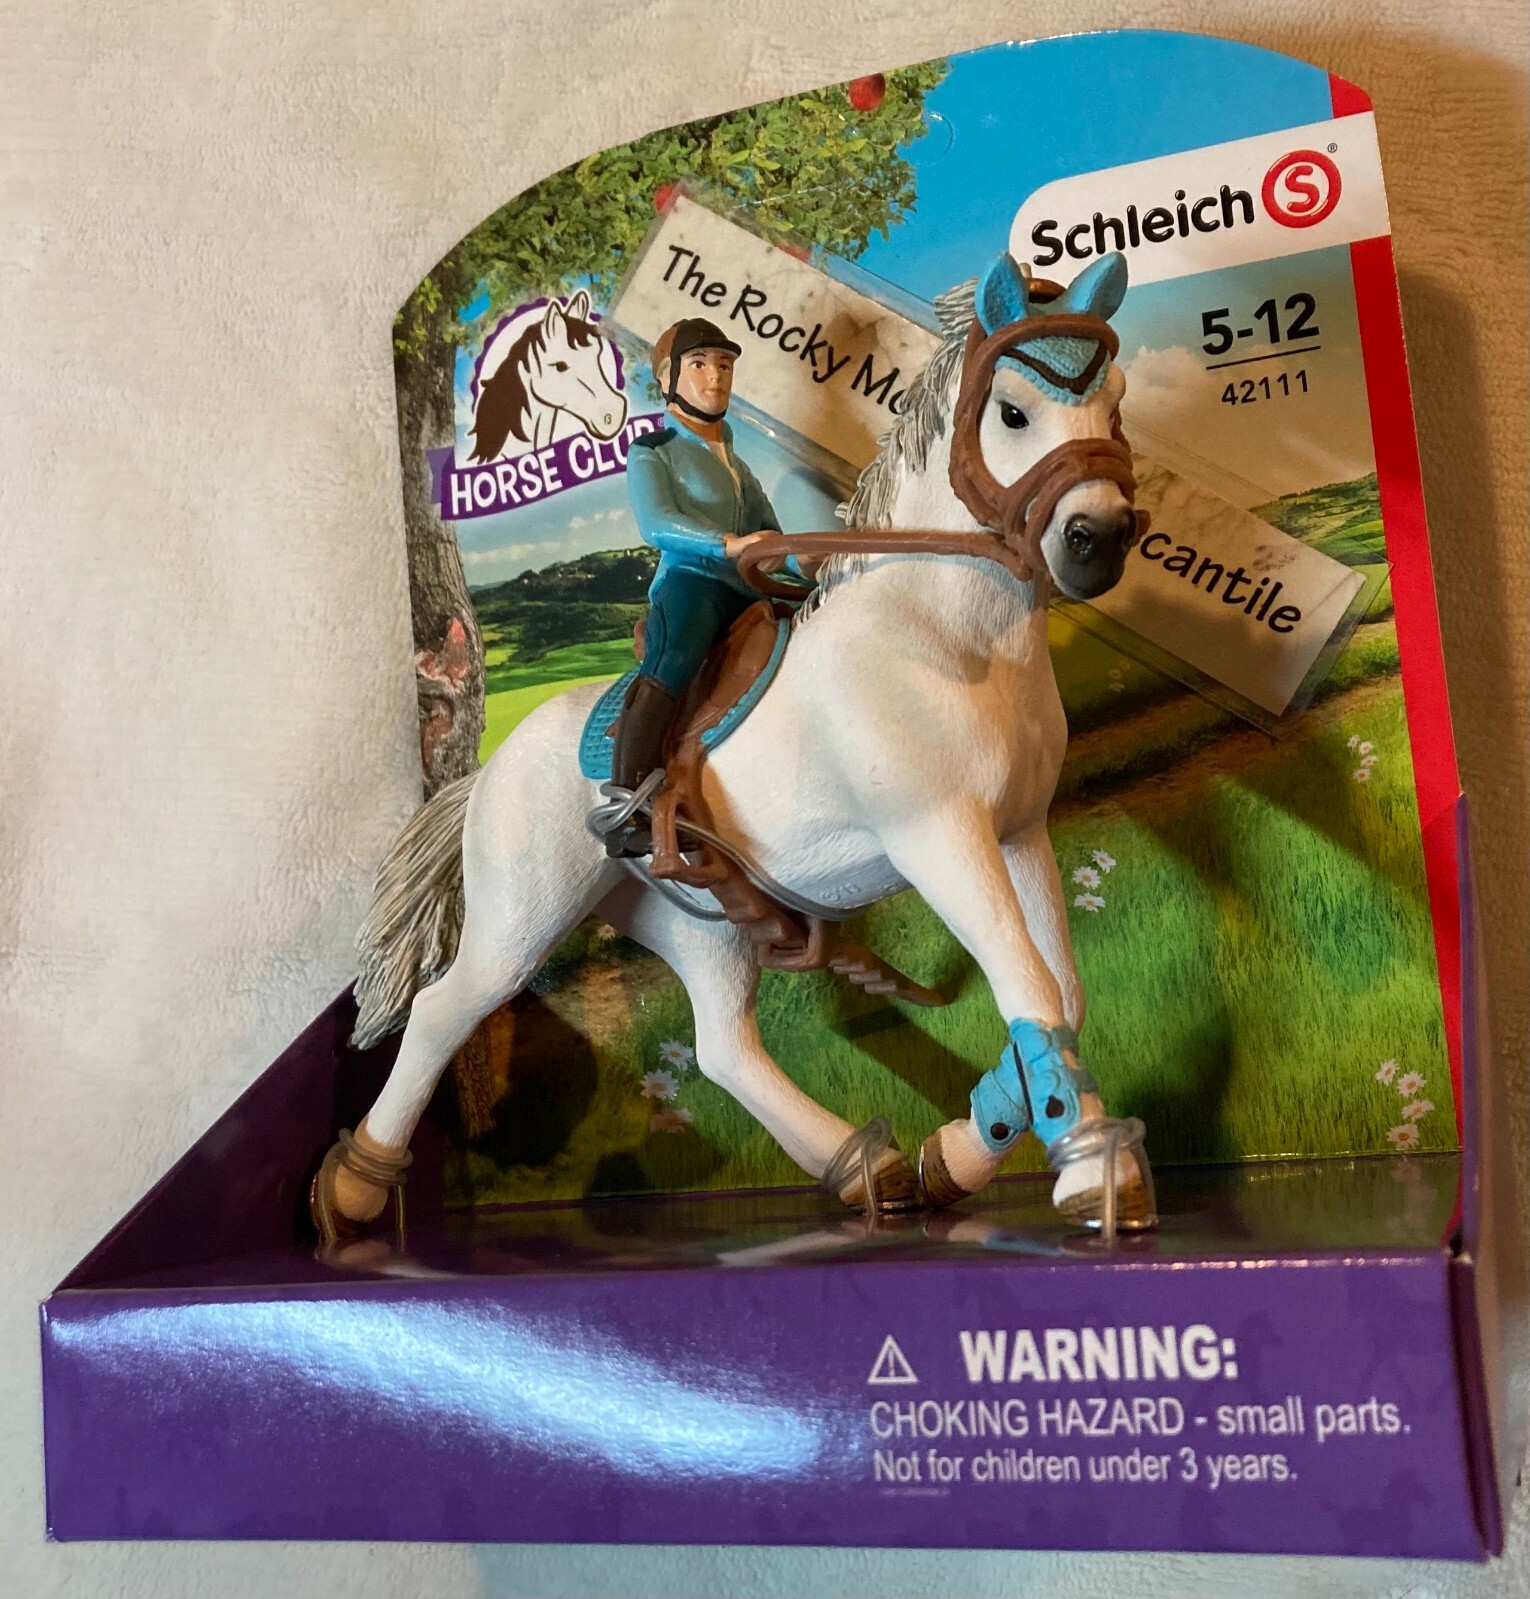 Schleich S®
5-12
42111
The Rocky Mo
cantile
HORSE CLUB
WARNING:
CHOKING HAZARD - small parts.
Not for children under 3 years.